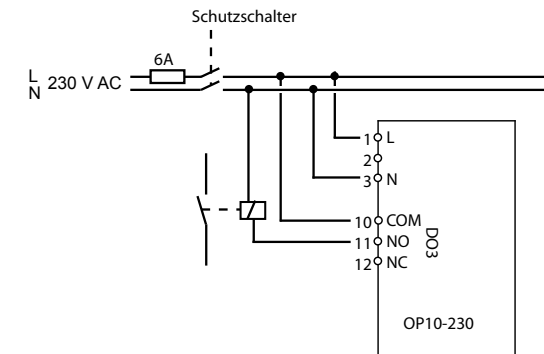 Schutzschalter
6A
L
N
230 V AC
1 L
2
3 N
10 COM
11 NO
12 NC
DO3
OP10-230